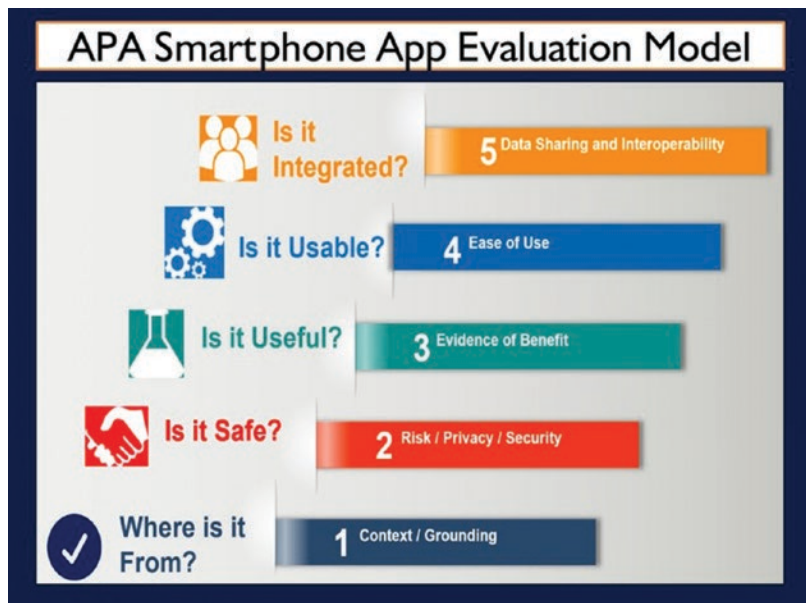 APA Smartphone App Evaluation Model
Is it
Integrated?
5 Data Sharing and Interoperability
Is it Usable?
4 Ease of Use
Is it Useful?
3 Evidence of Benefit
Is it Safe?
2 Risk / Privacy / Security
Where is it
From?
1 Context / Grounding